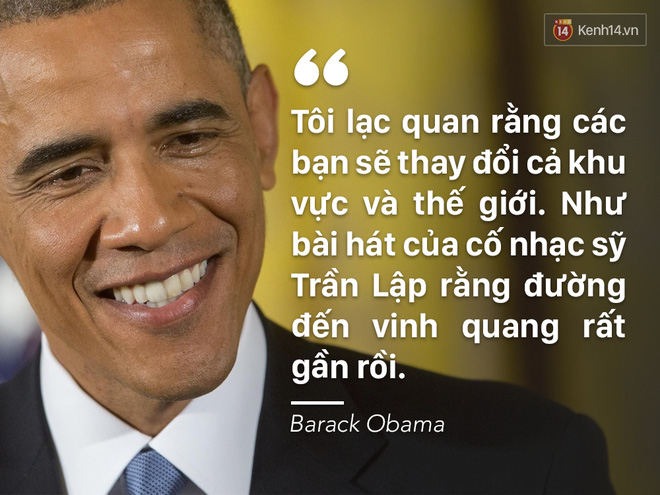 14
Kenh14.vn
Tôi lạc quan rằng các
bạn sẽ thay đổi cả khu
vực và thế giới. Như
bài hát của cố nhạc sỹ
Trần Lập rằng đường
đến vinh quang rất
gần rồi.
Barack Obama